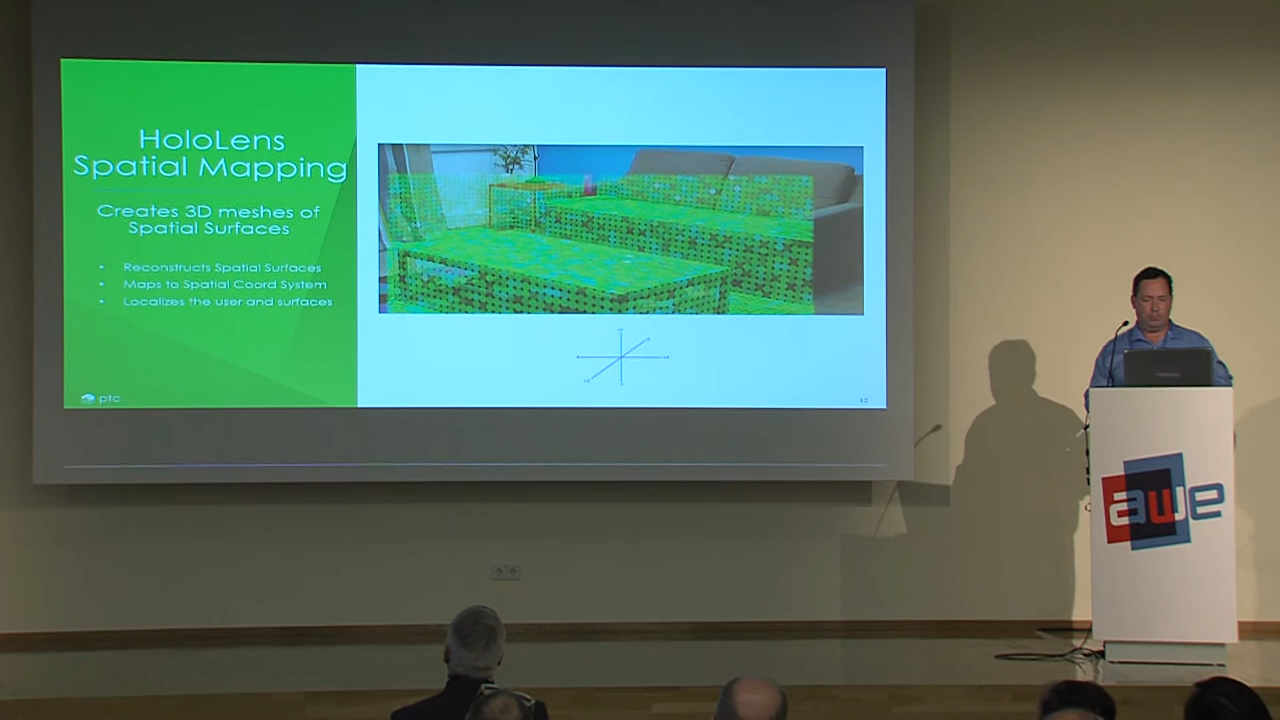 HoloLens
Spatial Mapping
Creates 3D meshes of
Spatial Surfaces
• Reconstructs Spatial Surfaces
• Maps to Spatial Coord System
• Localizes the user and surfaces
ptc
awe